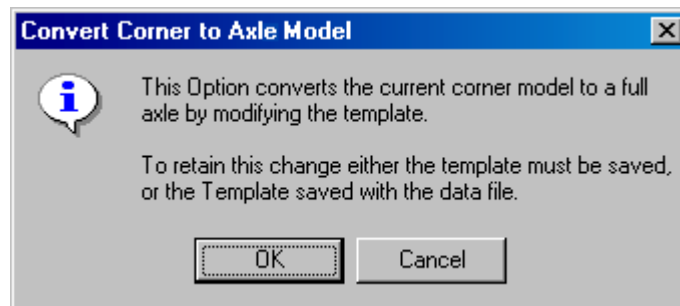 Convert Corner to Axle Model
This Option converts the current corner model to a full
axle by modifying the template.
To retain this change either the template must be saved,
or the Template saved with the data file.
OK
Cancel